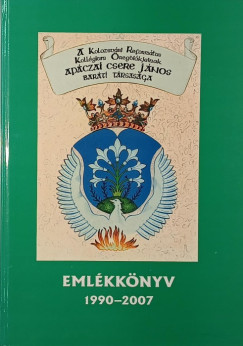 A Kolozsvári Református
Kollégium Öregdiákjainak
APÁCZAI CSERE JÁNOS
BARÁTI TÁRSASÁGA
EMLÉKKÖNYV
1990–2007